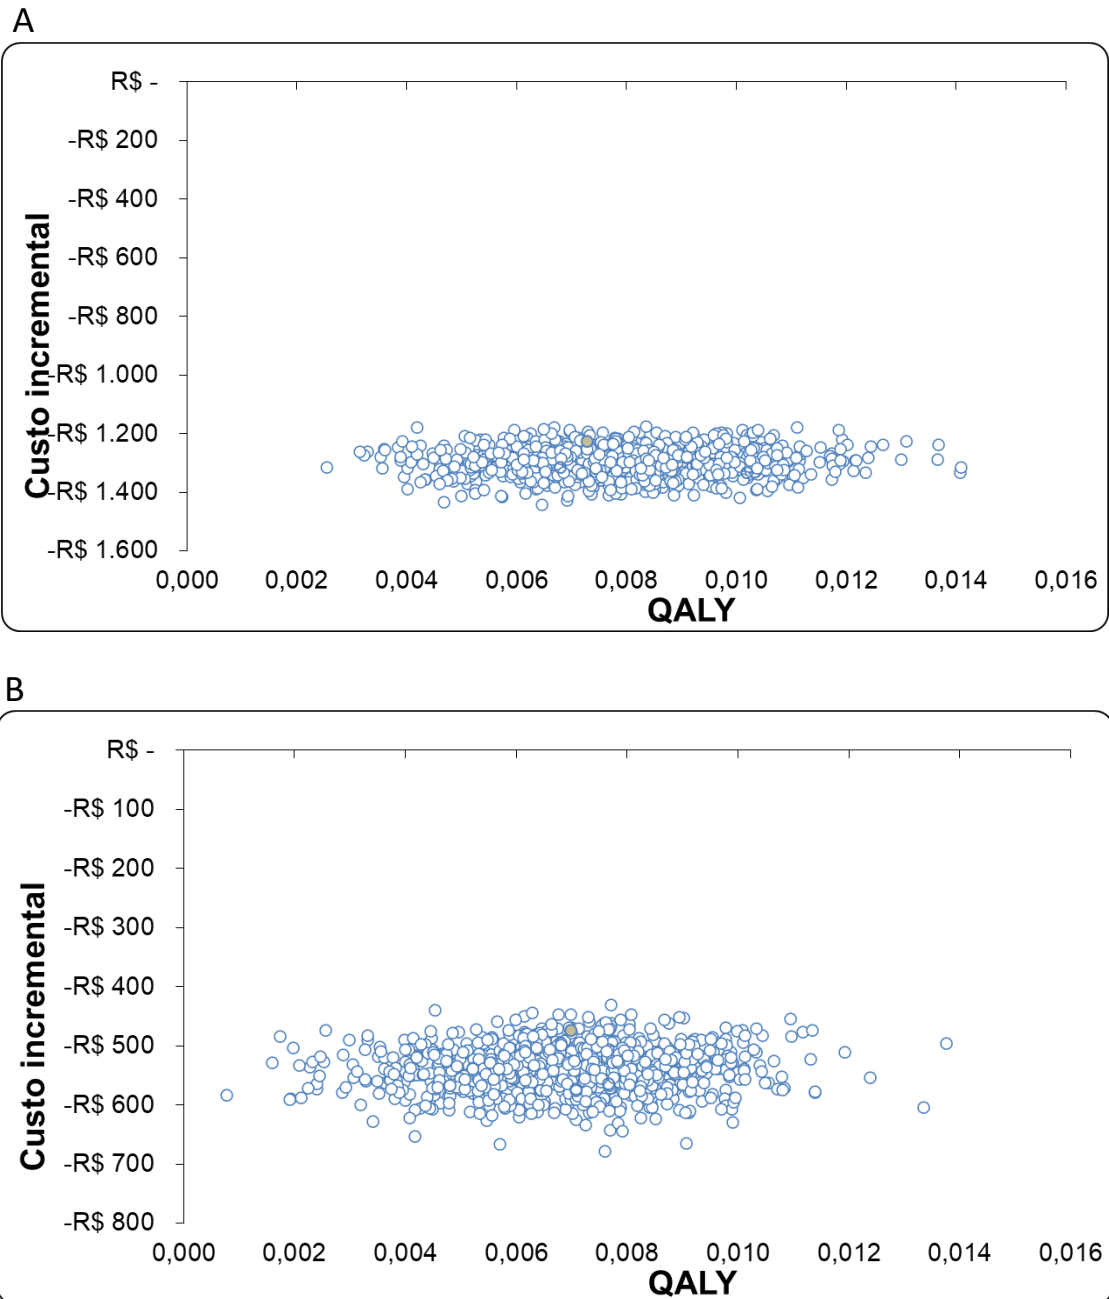 A
R$ -
-R$ 200
-R$ 400
-R$ 600
-R$ 800
-R$ 1.000
-R$ 1.200
-R$ 1.400
-R$ 1.600
Custo incremental
0,000 0,002 0,004 0,006 0,008 0,010 0,012 0,014 0,016
QALY
B
R$ -
-R$ 100
-R$ 200
-R$ 300
-R$ 400
-R$ 500
-R$ 600
-R$ 700
-R$ 800
Custo incremental
0,000 0,002 0,004 0,006 0,008 0,010 0,012 0,014 0,016
QALY